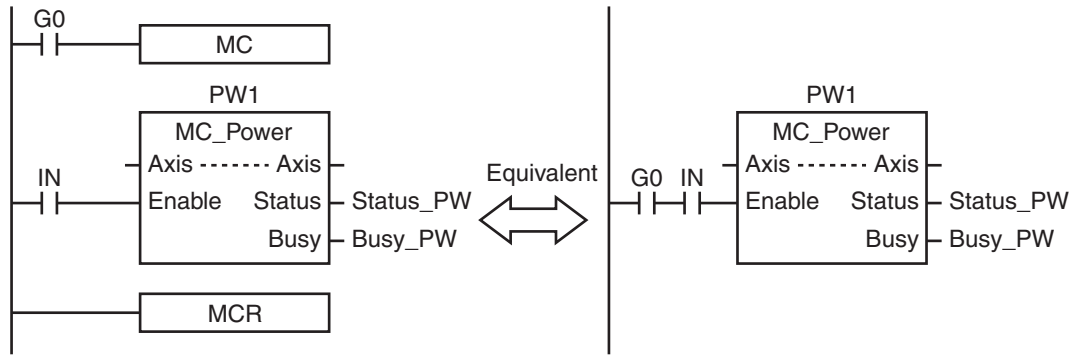 G0
MC
PW1
MC_Power
Axis Axis
IN
Enable Status Status_PW
Busy Busy_PW
MCR
Equivalent
PW1
MC_Power
Axis Axis
G0 IN
Enable Status Status_PW
Busy Busy_PW